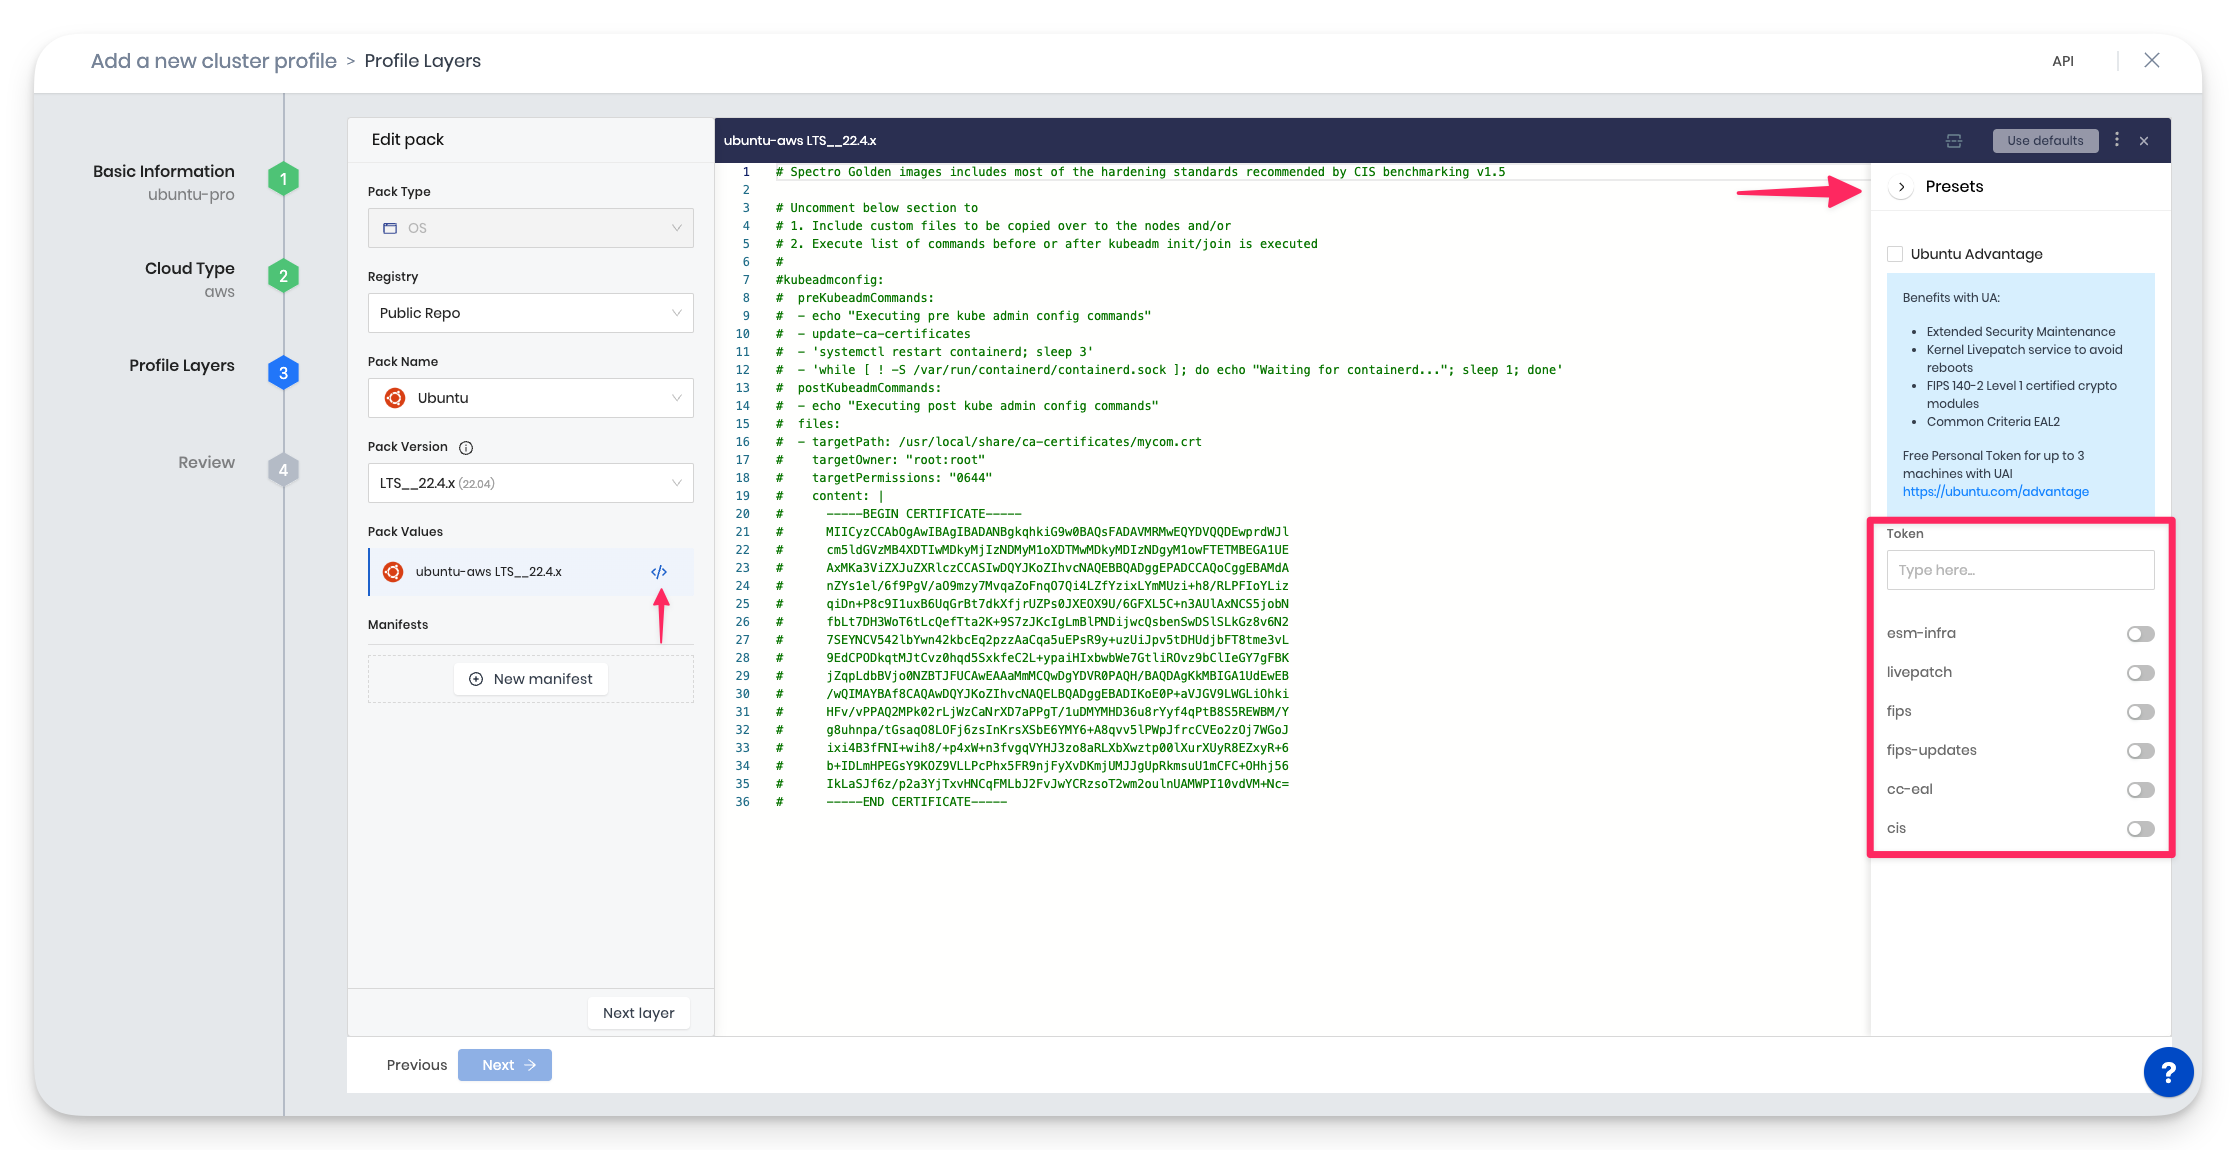 Add a new cluster profile > Profile Layers
API
Basic Information
ubuntu-pro
1
Cloud Type
aws
2
Profile Layers
3
Review
4
Edit pack
Pack Type
OS
Registry
Public Repo
Pack Name
Ubuntu
Pack Version
LTS__22.4.x (22.04)
Pack Values
ubuntu-aws LTS__22.4.x </>
Manifests
New manifest
Next layer
Previous
Next →
ubuntu-aws LTS__22.4.x
Use defaults
1 # Spectro Golden images includes most of the hardening standards recommended by CIS benchmarking v1.5
2
3 # Uncomment below section to
4 # 1. Include custom files to be copied over to the nodes and/or
5 # 2. Execute list of commands before or after kubeadm init/join is executed
6 #
7 #kubeadmconfig:
8 #  preKubeadmCommands:
9 #  - echo "Executing pre kube admin config commands"
10 #  - update-ca-certificates
11 #  - 'systemctl restart containerd; sleep 3'
12 #  - 'while [ ! -S /var/run/containerd/containerd.sock ]; do echo "Waiting for containerd..."; sleep 1; done'
13 #  postKubeadmCommands:
14 #  - echo "Executing post kube admin config commands"
15 #  files:
16 #  - targetPath: /usr/local/share/ca-certificates/mycom.crt
17 #    targetOwner: "root:root"
18 #    targetPermissions: "0644"
19 #    content: |
20 #      -----BEGIN CERTIFICATE-----
21 #      MIICyzCCAbOgAwIBAgIBADANBgkqhkiG9w0BAQsFADAVMRMwEQYDVQQDEwprdWJl
22 #      cm5ldGVzMB4XDTIwMDkyMjIzNDMyM1oXDTMwMDkyMDIzNDgyM1owFTETMBEGA1UE
23 #      AxMKa3ViZXJuZXRlczCCASIwDQYJKoZIhvcNAQEBBQADggEPADCCAQoCggEBAMdA
24 #      nZYs1el/6f9PgV/aO9mzy7MvqaZoFnqO7Qi4LZfYzixLYmMUzi+h8/RLPFIoYLiz
25 #      qiDn+P8c9I1uxB6UqGrBt7dkXfjrUZPs0JXEOX9U/6GFXL5C+n3AUlAxNCS5jobN
26 #      fbLt7DH3WoT6tLcQefTta2K+9S7zJKcIgLmBlPNDijwcQsbenSwDSlSLkGz8v6N2
27 #      7SEYNCV542lbYwn42kbcEq2pzzAaCqa5uEPsR9y+uzUiJpv5tDHUdjbFT8tme3vL
28 #      9EdCPODkqtMJtCvz0hqd5SxkfeC2L+ypaiHIxbwbWe7GtliROvz9bClIeGY7gFBK
29 #      jZqpLdbBVjo0NZBTJFUCAwEAAaMmMCQwDgYDVR0PAQH/BAQDAgKkMBIGA1UdEwEB
30 #      /wQIMAYBAf8CAQAwDQYJKoZIhvcNAQELBQADggEBADIKoE0P+aVJGV9LWGLiOhki
31 #      HFv/vPPAQ2MPk02rLjWzCaNrXD7aPPgT/1uDMYMHD36u8rYyf4qPtB8S5REWBM/Y
32 #      g8uhnpa/tGsaqO8LOFj6zsInKrsXSbE6YMY6+A8qvv5lPWpJfrcCVEo2zOj7WGoJ
33 #      ixi4B3fFNI+wih8/+p4xW+n3fvgqVYHJ3zo8aRLXbXwztp00lXurXUyR8EZxyR+6
34 #      b+IDLmHPEGsY9KOZ9VLLPcPhx5FR9njFyXvDKmjUMJJgUpRkmsuU1mCFC+OHhj56
35 #      IkLaSJf6z/p2a3YjTxvHNCqFMLbJ2FvJwYCRzsoT2wm2oulnUAMWPI10vdVM+Nc=
36 #      -----END CERTIFICATE-----
Presets
Ubuntu Advantage
Benefits with UA:
• Extended Security Maintenance
• Kernel Livepatch service to avoid
reboots
• FIPS 140-2 Level 1 certified crypto
modules
• Common Criteria EAL2
Free Personal Token for up to 3
machines with UAI
https://ubuntu.com/advantage
Token
Type here...
esm-infra
livepatch
fips
fips-updates
cc-eal
cis
?